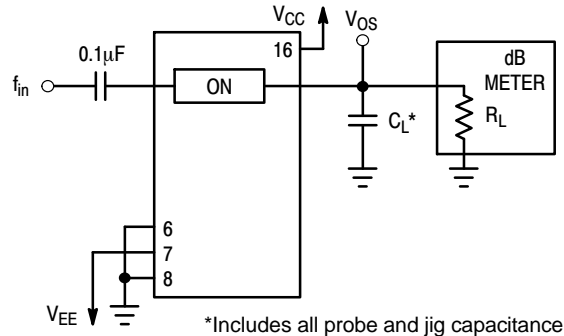 V_CC
V_OS
0.1μF
16
dB
METER
f_in
ON
C_L*
R_L
6
7
8
V_EE
*Includes all probe and jig capacitance